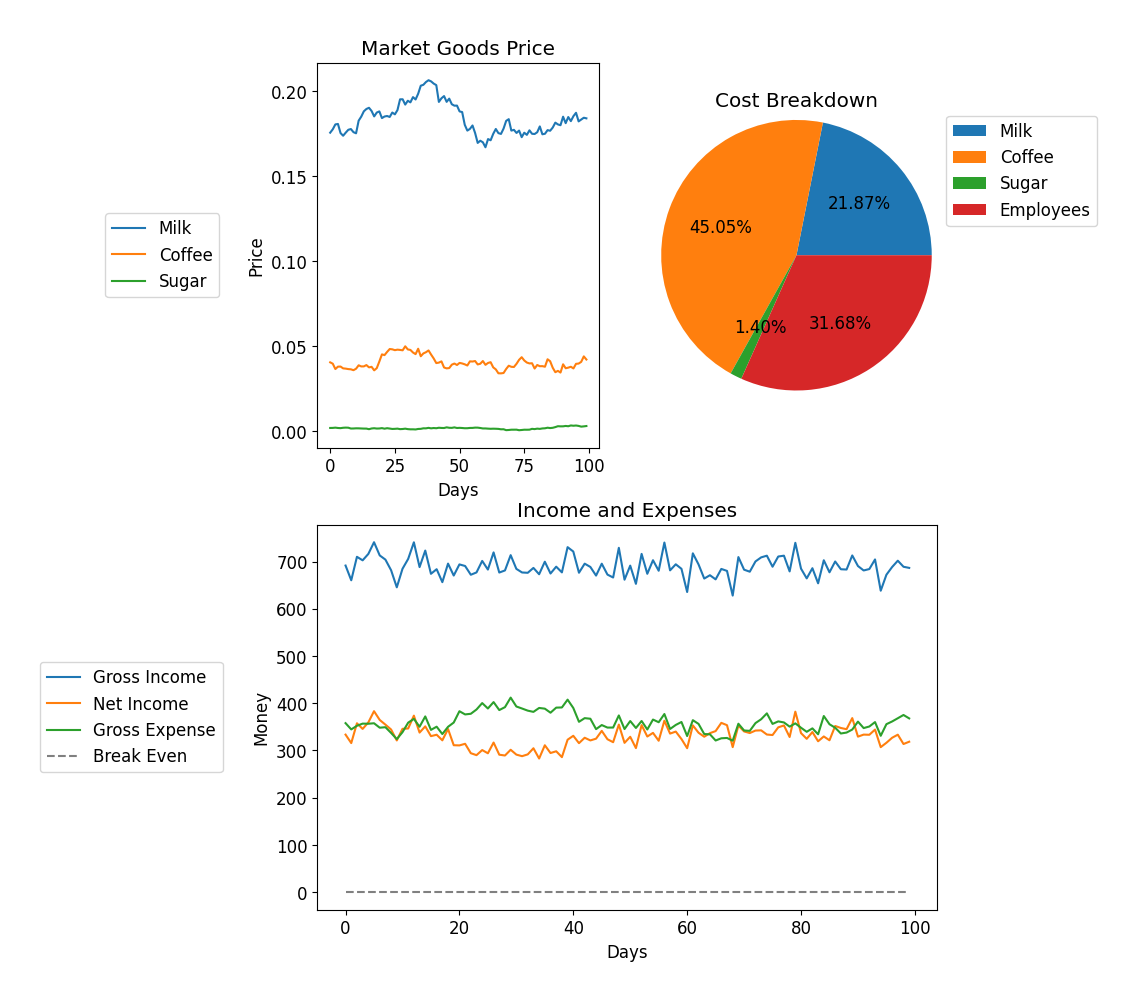 Market Goods Price
0.20
0.15
0.10
0.05
0.00
Price
0 25 50 75 100
Days
Milk
Coffee
Sugar
Cost Breakdown
21.87%
45.05%
1.40%
31.68%
Milk
Coffee
Sugar
Employees
Income and Expenses
700
600
500
400
300
200
100
0
Money
0 20 40 60 80 100
Days
Gross Income
Net Income
Gross Expense
Break Even